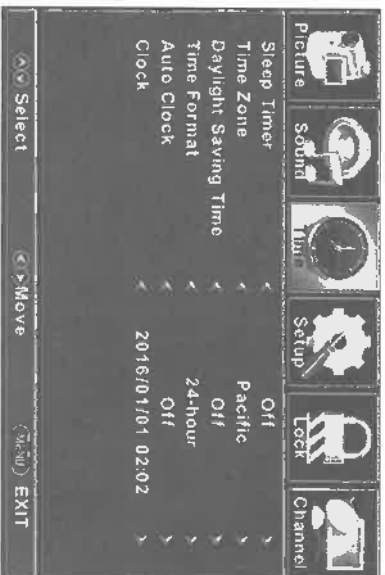 Picture Sound Time Setup Lock Channel
Sleep Timer Off
Time Zone Pacific
Daylight Saving Time Off
Time Format 24-hour
Auto Clock Off
Clock 2016/01/01 02:02
Select Move MENU EXIT